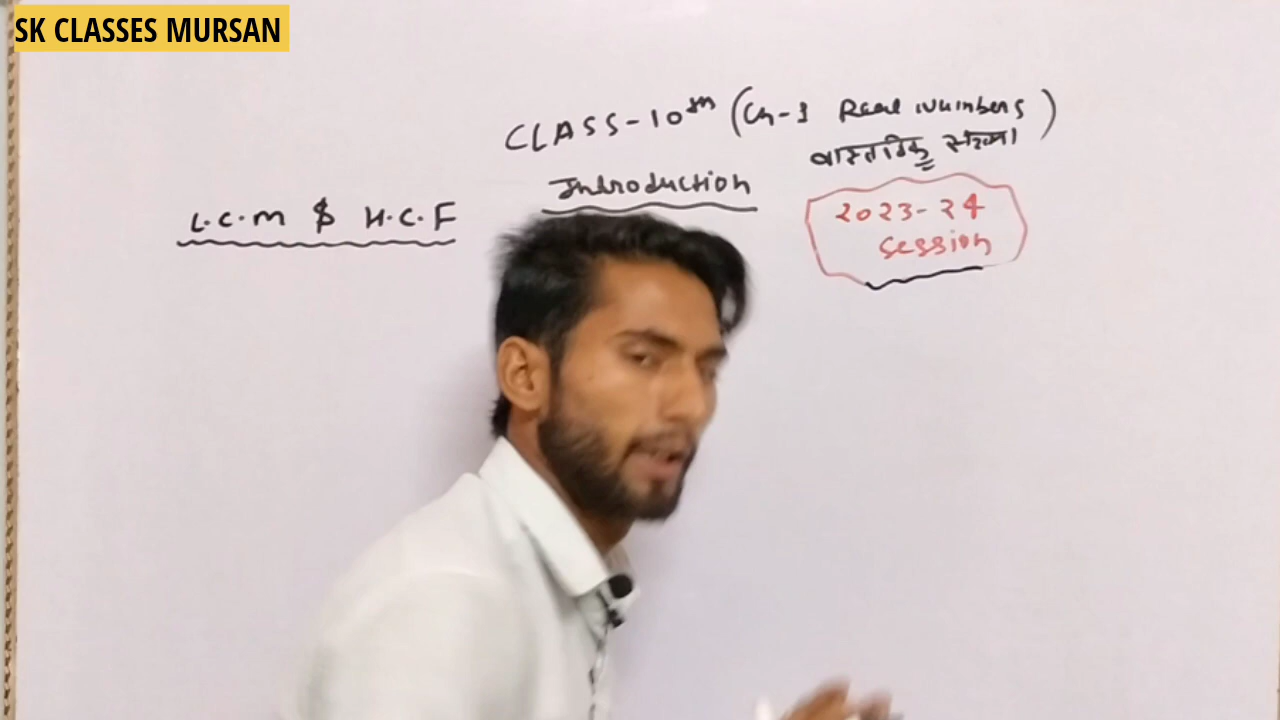 SK CLASSES MURSAN
CLASS-10th (Ch-1 Real Numbers)
वास्तविक संख्या
Introduction
L.C.M $ H.C.F
2023-24
session